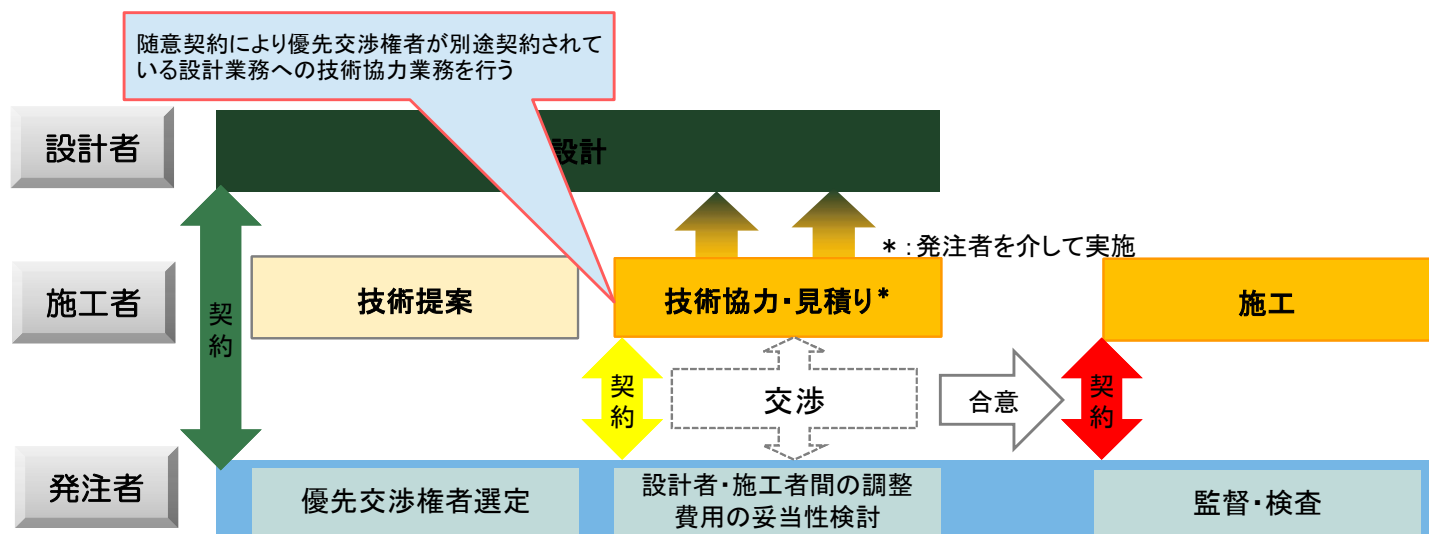 随意契約により優先交渉権者が別途契約されて
いる設計業務への技術協力業務を行う
設計者
設計
*：発注者を介して実施
施工者
契
約
技術提案
技術協力・見積り*
施工
契
約
交渉
合意
契
約
発注者
優先交渉権者選定
設計者・施工者間の調整
費用の妥当性検討
監督・検査